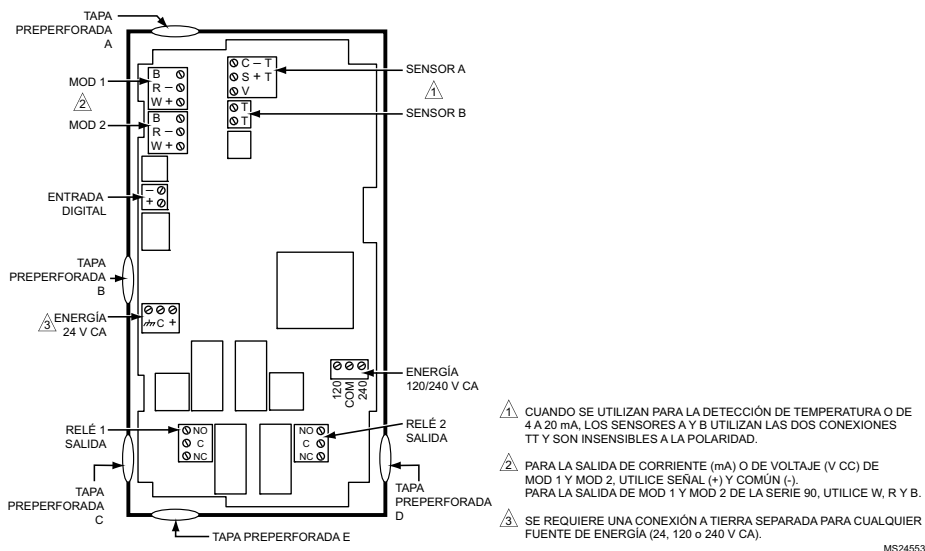 TAPA
PREPERFORADA
A
MOD 1
2
MOD 2
B
R –
W +
B
R –
W +
C – T
S + T
V
T
T
SENSOR A
1
SENSOR B
ENTRADA
DIGITAL
–
+
TAPA
PREPERFORADA
B
3 ENERGÍA
24 V CA
C +
ENERGÍA
120/240 V CA
120
COM
240
RELÉ 1
SALIDA
NO
C
NC
NO
C
NC
RELÉ 2
SALIDA
TAPA
PREPERFORADA
C
TAPA
PREPERFORADA
D
TAPA PREPERFORADA E
1 CUANDO SE UTILIZAN PARA LA DETECCIÓN DE TEMPERATURA O DE
4 A 20 mA, LOS SENSORES A Y B UTILIZAN LAS DOS CONEXIONES
TT Y SON INSENSIBLES A LA POLARIDAD.
2 PARA LA SALIDA DE CORRIENTE (mA) O DE VOLTAJE (V CC) DE
MOD 1 Y MOD 2, UTILICE SEÑAL (+) Y COMÚN (-).
PARA LA SALIDA DE MOD 1 Y MOD 2 DE LA SERIE 90, UTILICE W, R Y B.
3 SE REQUIERE UNA CONEXIÓN A TIERRA SEPARADA PARA CUALQUIER
FUENTE DE ENERGÍA (24, 120 o 240 V CA).
MS24553